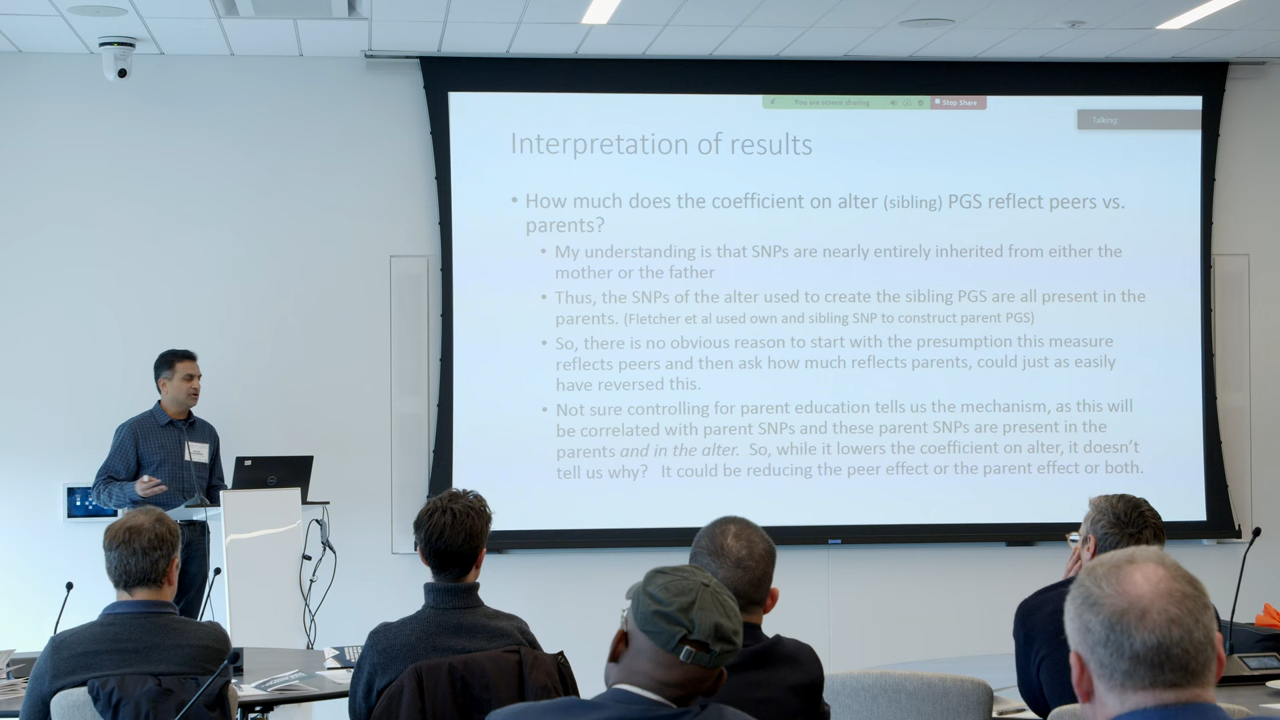 You are screen sharing
Stop Share
Talking:
Interpretation of results
• How much does the coefficient on alter (sibling) PGS reflect peers vs.
parents?
• My understanding is that SNPs are nearly entirely inherited from either the
mother or the father
• Thus, the SNPs of the alter used to create the sibling PGS are all present in the
parents. (Fletcher et al used own and sibling SNP to construct parent PGS)
• So, there is no obvious reason to start with the presumption this measure
reflects peers and then ask how much reflects parents, could just as easily
have reversed this.
• Not sure controlling for parent education tells us the mechanism, as this will
be correlated with parent SNPs and these parent SNPs are present in the
parents and in the alter. So, while it lowers the coefficient on alter, it doesn't
tell us why? It could be reducing the peer effect or the parent effect or both.
DELL